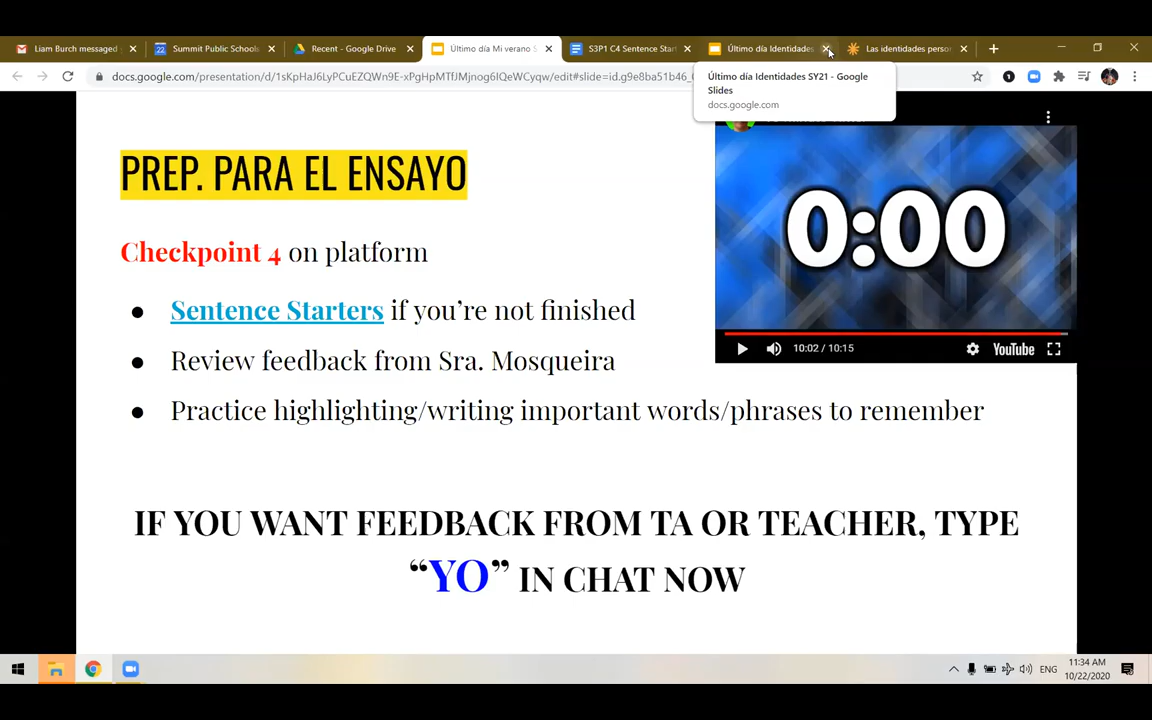 Liam Burch messaged
22 Summit Public Schools
Recent - Google Drive
Último día Mi verano S
S3P1 C4 Sentence Star
Último día Identidades
Las identidades perso
docs.google.com/presentation/d/1sKpHaJ6LyPCuEZQWn9E-xPgHpMTfJMjnog6IQeWCyqw/edit#slide=id.g9e8ba51b46_
Último día Identidades SY21 - Google
Slides
docs.google.com
PREP. PARA EL ENSAYO
0:00
10:02 / 10:15
YouTube
Checkpoint 4 on platform
● Sentence Starters if you’re not finished
● Review feedback from Sra. Mosqueira
● Practice highlighting/writing important words/phrases to remember
IF YOU WANT FEEDBACK FROM TA OR TEACHER, TYPE
“YO” IN CHAT NOW
ENG
11:34 AM
10/22/2020